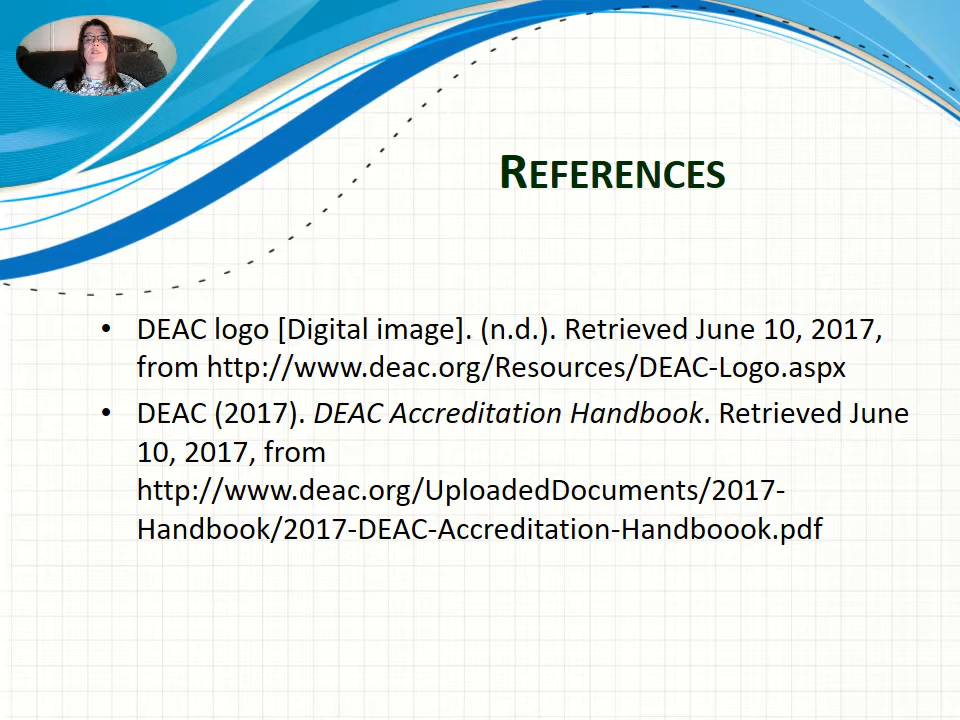 REFERENCES
• DEAC logo [Digital image]. (n.d.). Retrieved June 10, 2017,
from http://www.deac.org/Resources/DEAC-Logo.aspx
• DEAC (2017). DEAC Accreditation Handbook. Retrieved June
10, 2017, from
http://www.deac.org/UploadedDocuments/2017-
Handbook/2017-DEAC-Accreditation-Handboook.pdf